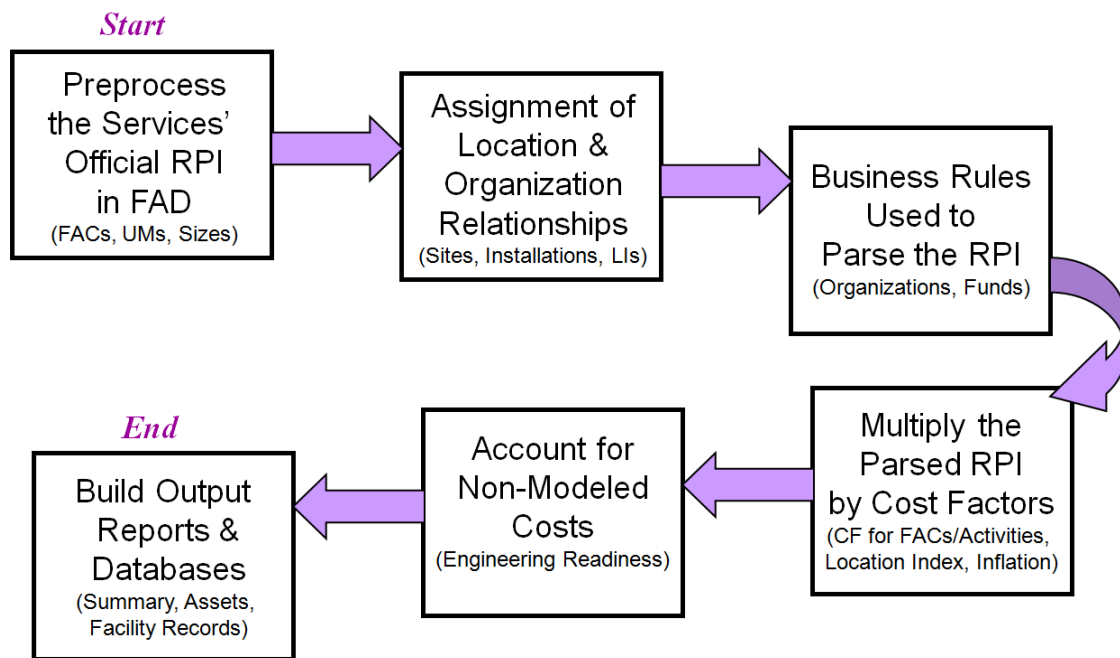 Start
Preprocess
the Services’
Official RPI
in FAD
(FACs, UMs, Sizes)
Assignment of
Location &
Organization
Relationships
(Sites, Installations, LIs)
Business Rules
Used to
Parse the RPI
(Organizations, Funds)
Multiply the
Parsed RPI
by Cost Factors
(CF for FACs/Activities,
Location Index, Inflation)
Account for
Non-Modeled
Costs
(Engineering Readiness)
End
Build Output
Reports &
Databases
(Summary, Assets,
Facility Records)